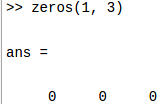 >> zeros(1, 3)
ans =
0 0 0